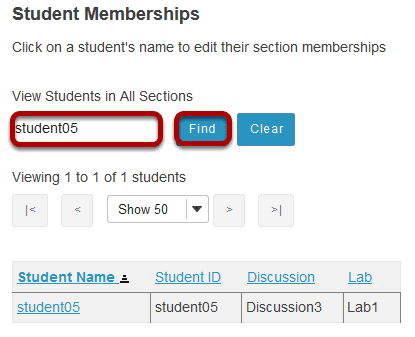 Student Memberships
Click on a student's name to edit their section memberships
View Students in All Sections
student05 Find Clear
Viewing 1 to 1 of 1 students
|< < Show 50 > >|
Student Name Student ID Discussion Lab
student05 student05 Discussion3 Lab1